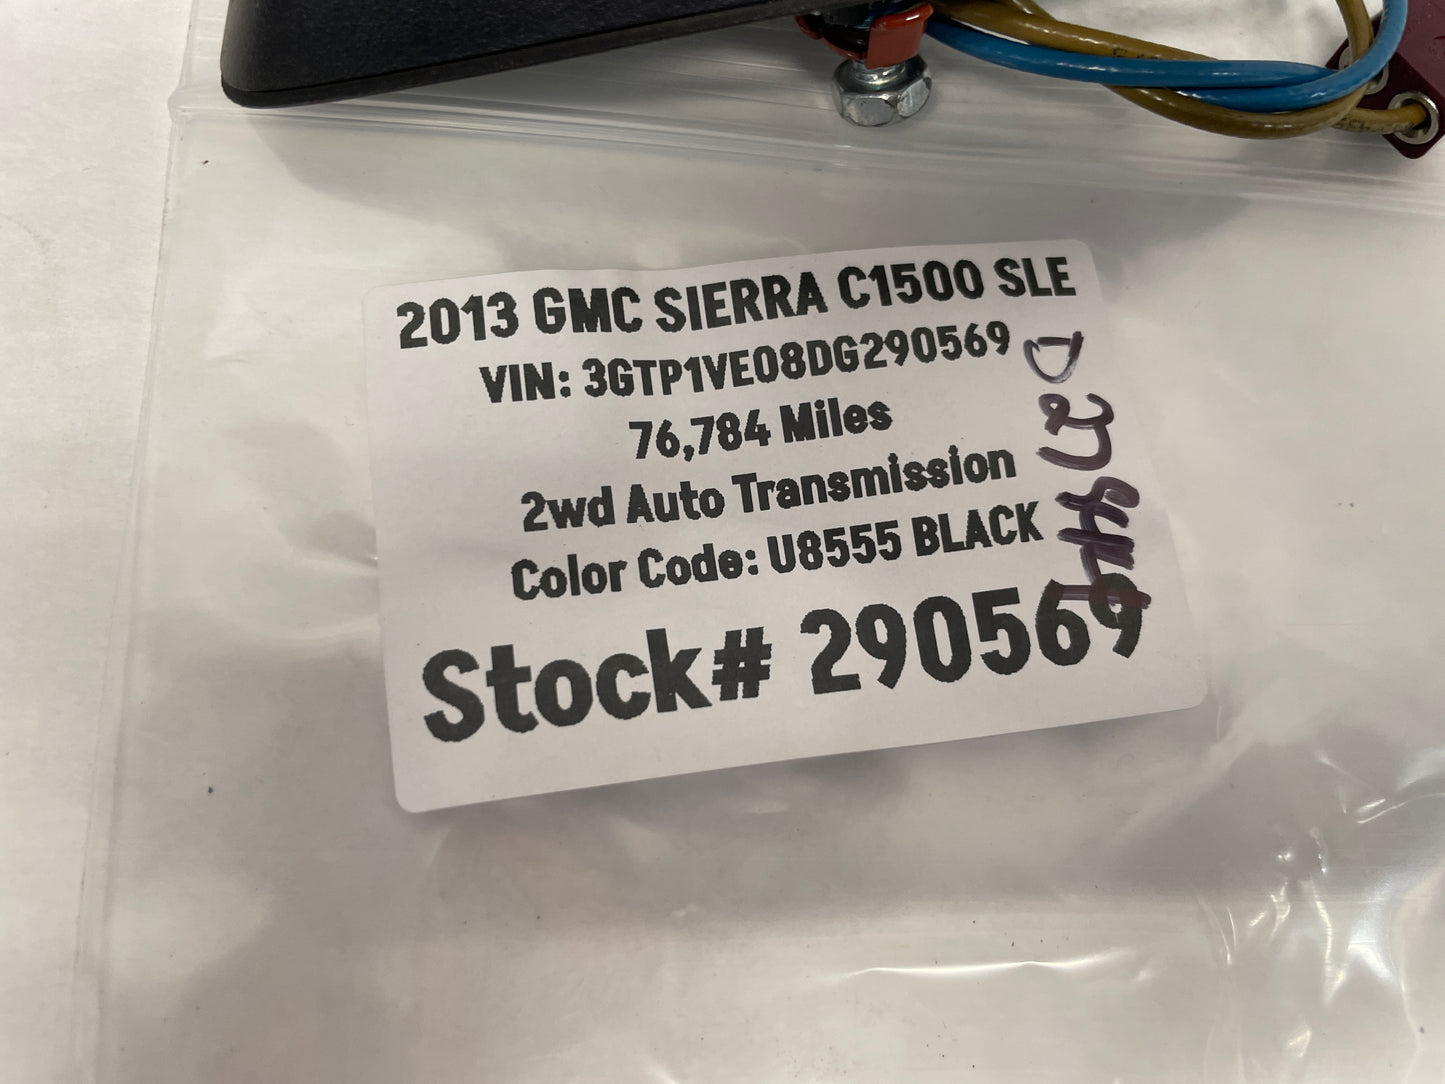 2013 GMC SIERRA C1500 SLE
VIN: 3GTP1VE08DG290569
76,784 Miles
2wd Auto Transmission
Color Code: U8555 BLACK
Stock# 290569